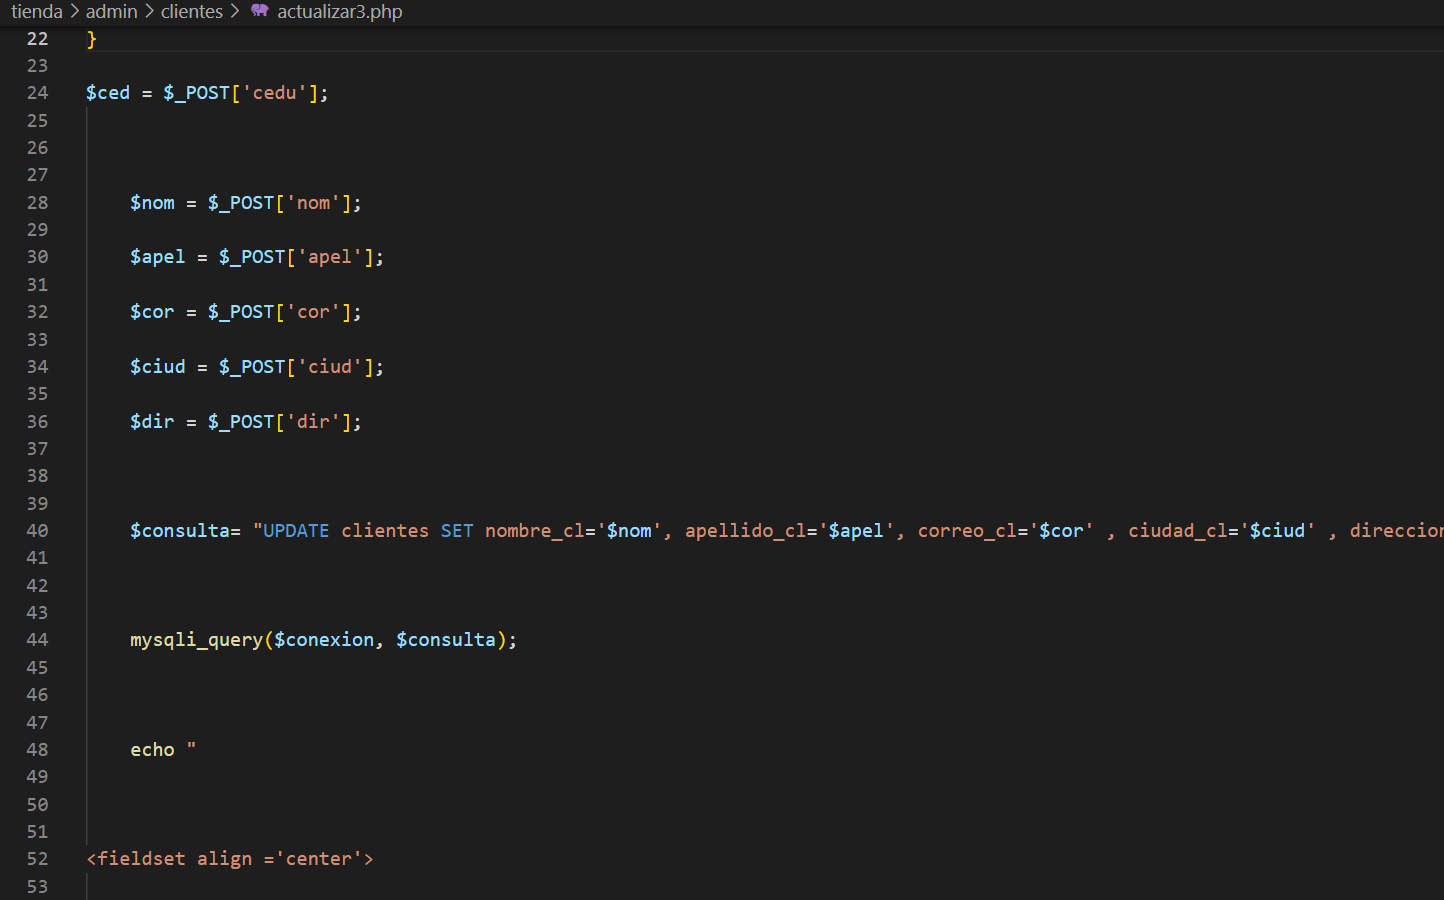 tienda > admin > clientes > actualizar3.php
22 }
23
24 $ced = $_POST['cedu'];
25
26
27
28 $nom = $_POST['nom'];
29
30 $apel = $_POST['apel'];
31
32 $cor = $_POST['cor'];
33
34 $ciud = $_POST['ciud'];
35
36 $dir = $_POST['dir'];
37
38
39
40 $consulta= "UPDATE clientes SET nombre_cl='$nom', apellido_cl='$apel', correo_cl='$cor' , ciudad_cl='$ciud' , direccion
41
42
43
44 mysqli_query($conexion, $consulta);
45
46
47
48 echo "
49
50
51
52 <fieldset align ='center'>
53